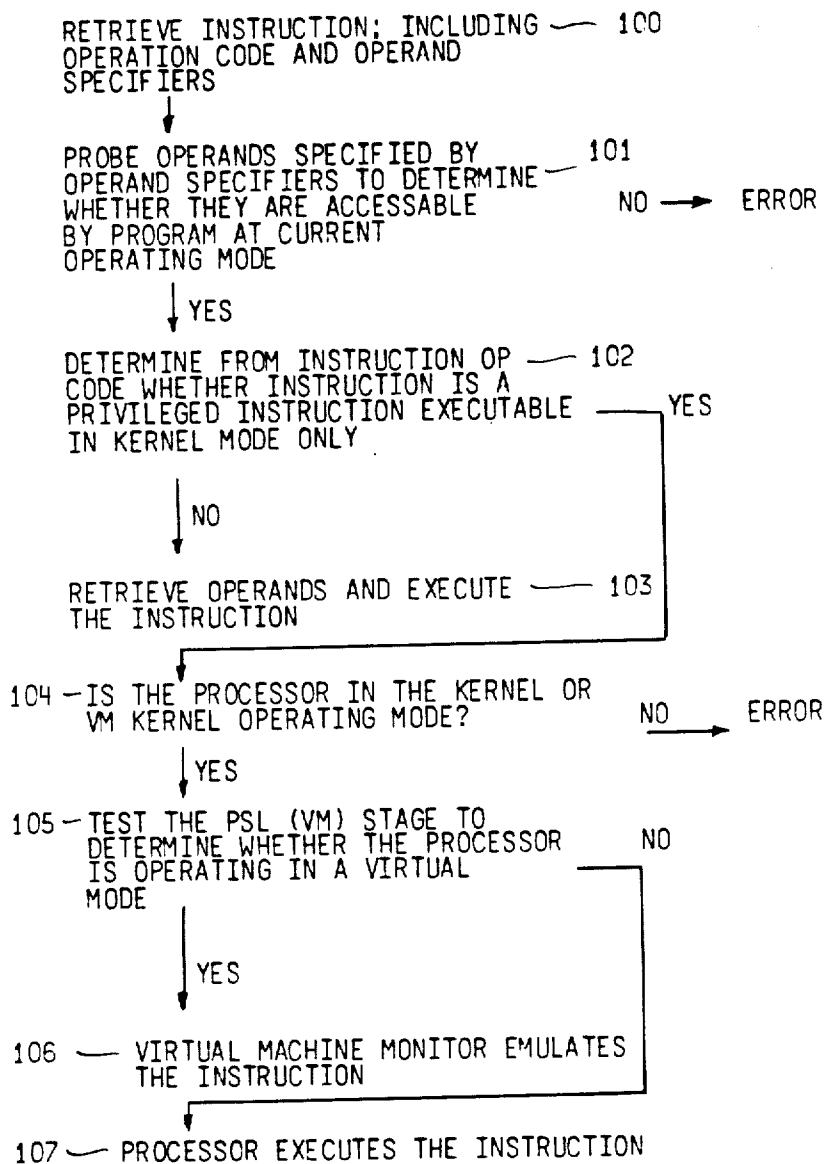 RETRIEVE INSTRUCTION; INCLUDING 100
OPERATION CODE AND OPERAND
SPECIFIERS
PROBE OPERANDS SPECIFIED BY 101
OPERAND SPECIFIERS TO DETERMINE
WHETHER THEY ARE ACCESSABLE NO ERROR
BY PROGRAM AT CURRENT
OPERATING MODE
YES
DETERMINE FROM INSTRUCTION OP 102
CODE WHETHER INSTRUCTION IS A
PRIVILEGED INSTRUCTION EXECUTABLE YES
IN KERNEL MODE ONLY
NO
RETRIEVE OPERANDS AND EXECUTE 103
THE INSTRUCTION
104 IS THE PROCESSOR IN THE KERNEL OR
VM KERNEL OPERATING MODE? NO ERROR
YES
105 TEST THE PSL (VM) STAGE TO
DETERMINE WHETHER THE PROCESSOR NO
IS OPERATING IN A VIRTUAL
MODE
YES
106 VIRTUAL MACHINE MONITOR EMULATES
THE INSTRUCTION
107 PROCESSOR EXECUTES THE INSTRUCTION